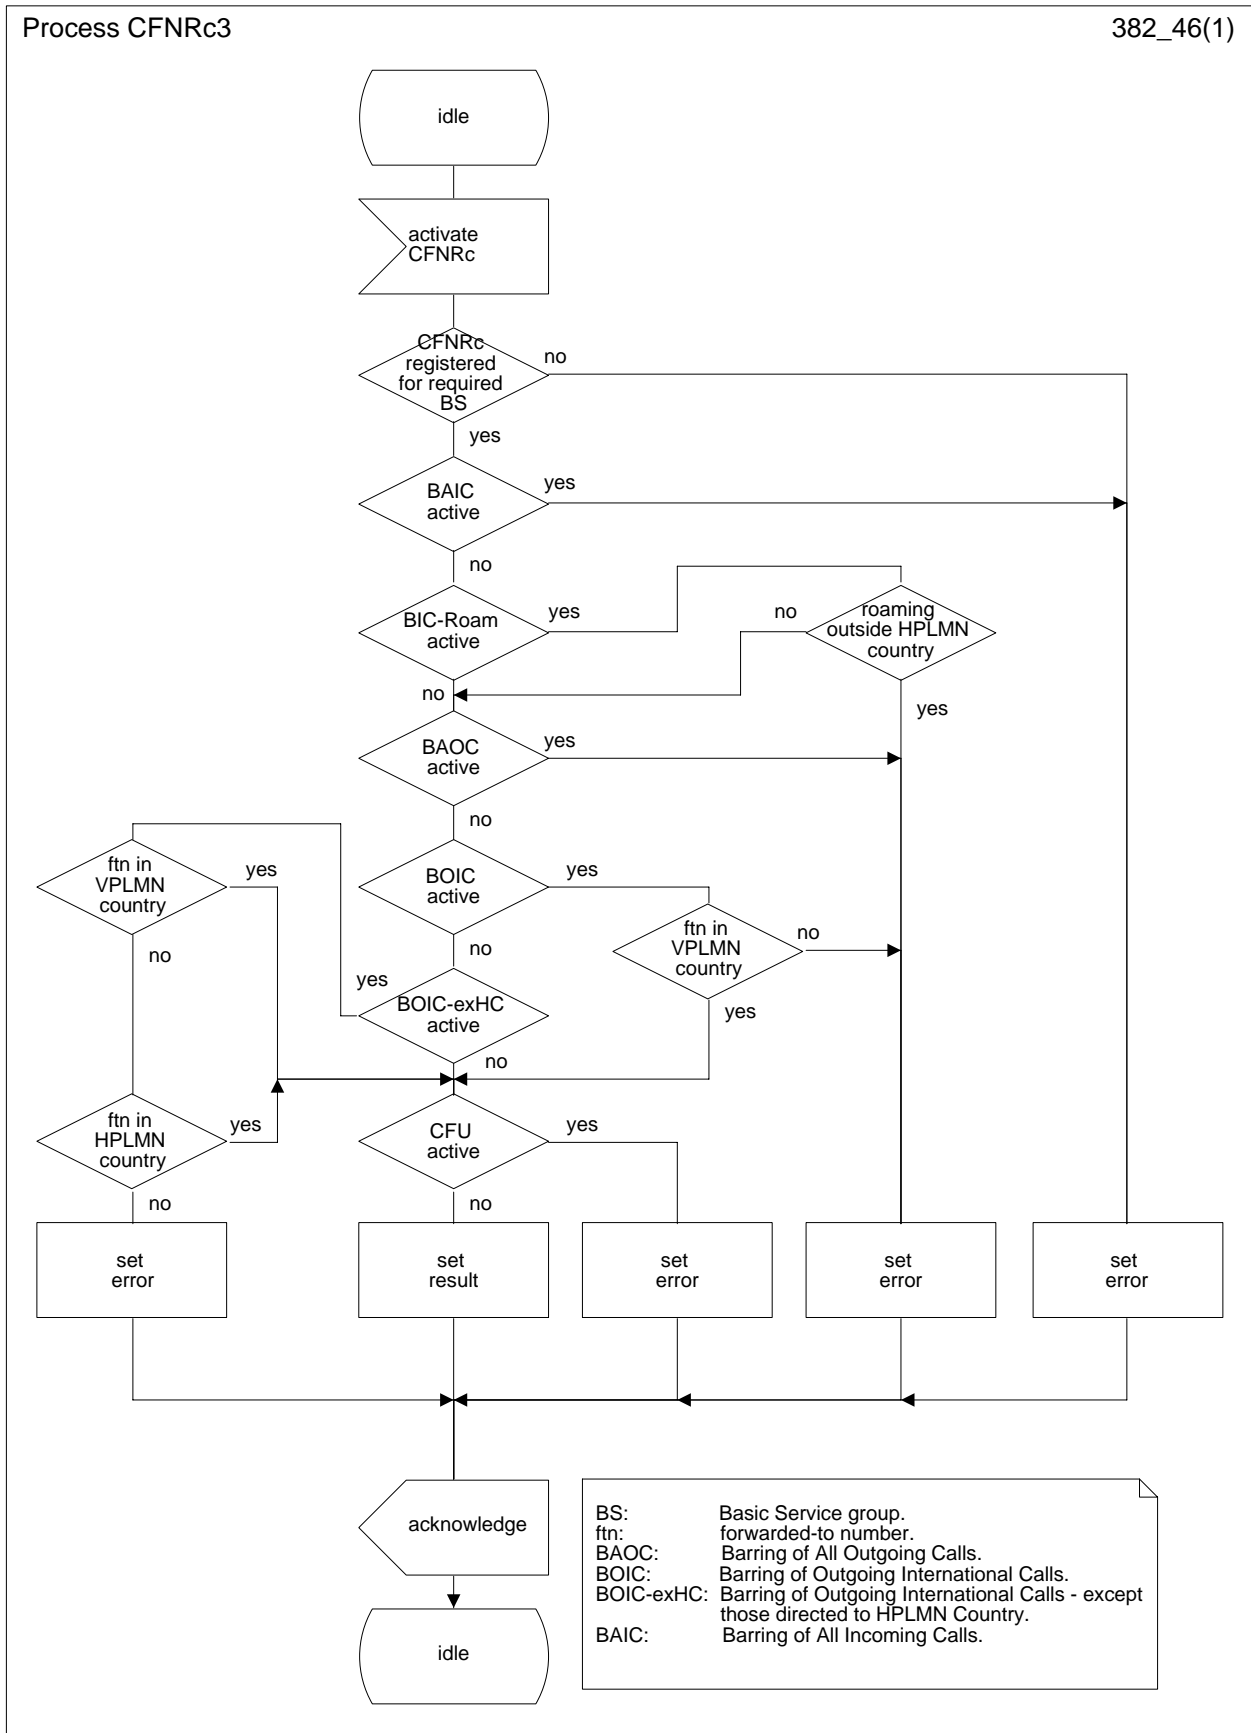 Process CFNRc3
382_46(1)
idle
activate
CFNRc
CFNRc
registered
for required
BS
no
yes
BAIC
active
yes
no
BIC-Roam
active
yes
no
roaming
outside HPLMN
country
no
yes
BAOC
active
yes
no
ftn in
VPLMN
country
yes
no
BOIC
active
yes
no
ftn in
VPLMN
country
no
yes
yes
BOIC-exHC
active
no
ftn in
HPLMN
country
yes
no
CFU
active
yes
no
set
error
set
result
set
error
set
error
set
error
acknowledge
BS: Basic Service group.
ftn: forwarded-to number.
BAOC: Barring of All Outgoing Calls.
BOIC: Barring of Outgoing International Calls.
BOIC-exHC: Barring of Outgoing International Calls - except
those directed to HPLMN Country.
BAIC: Barring of All Incoming Calls.
idle